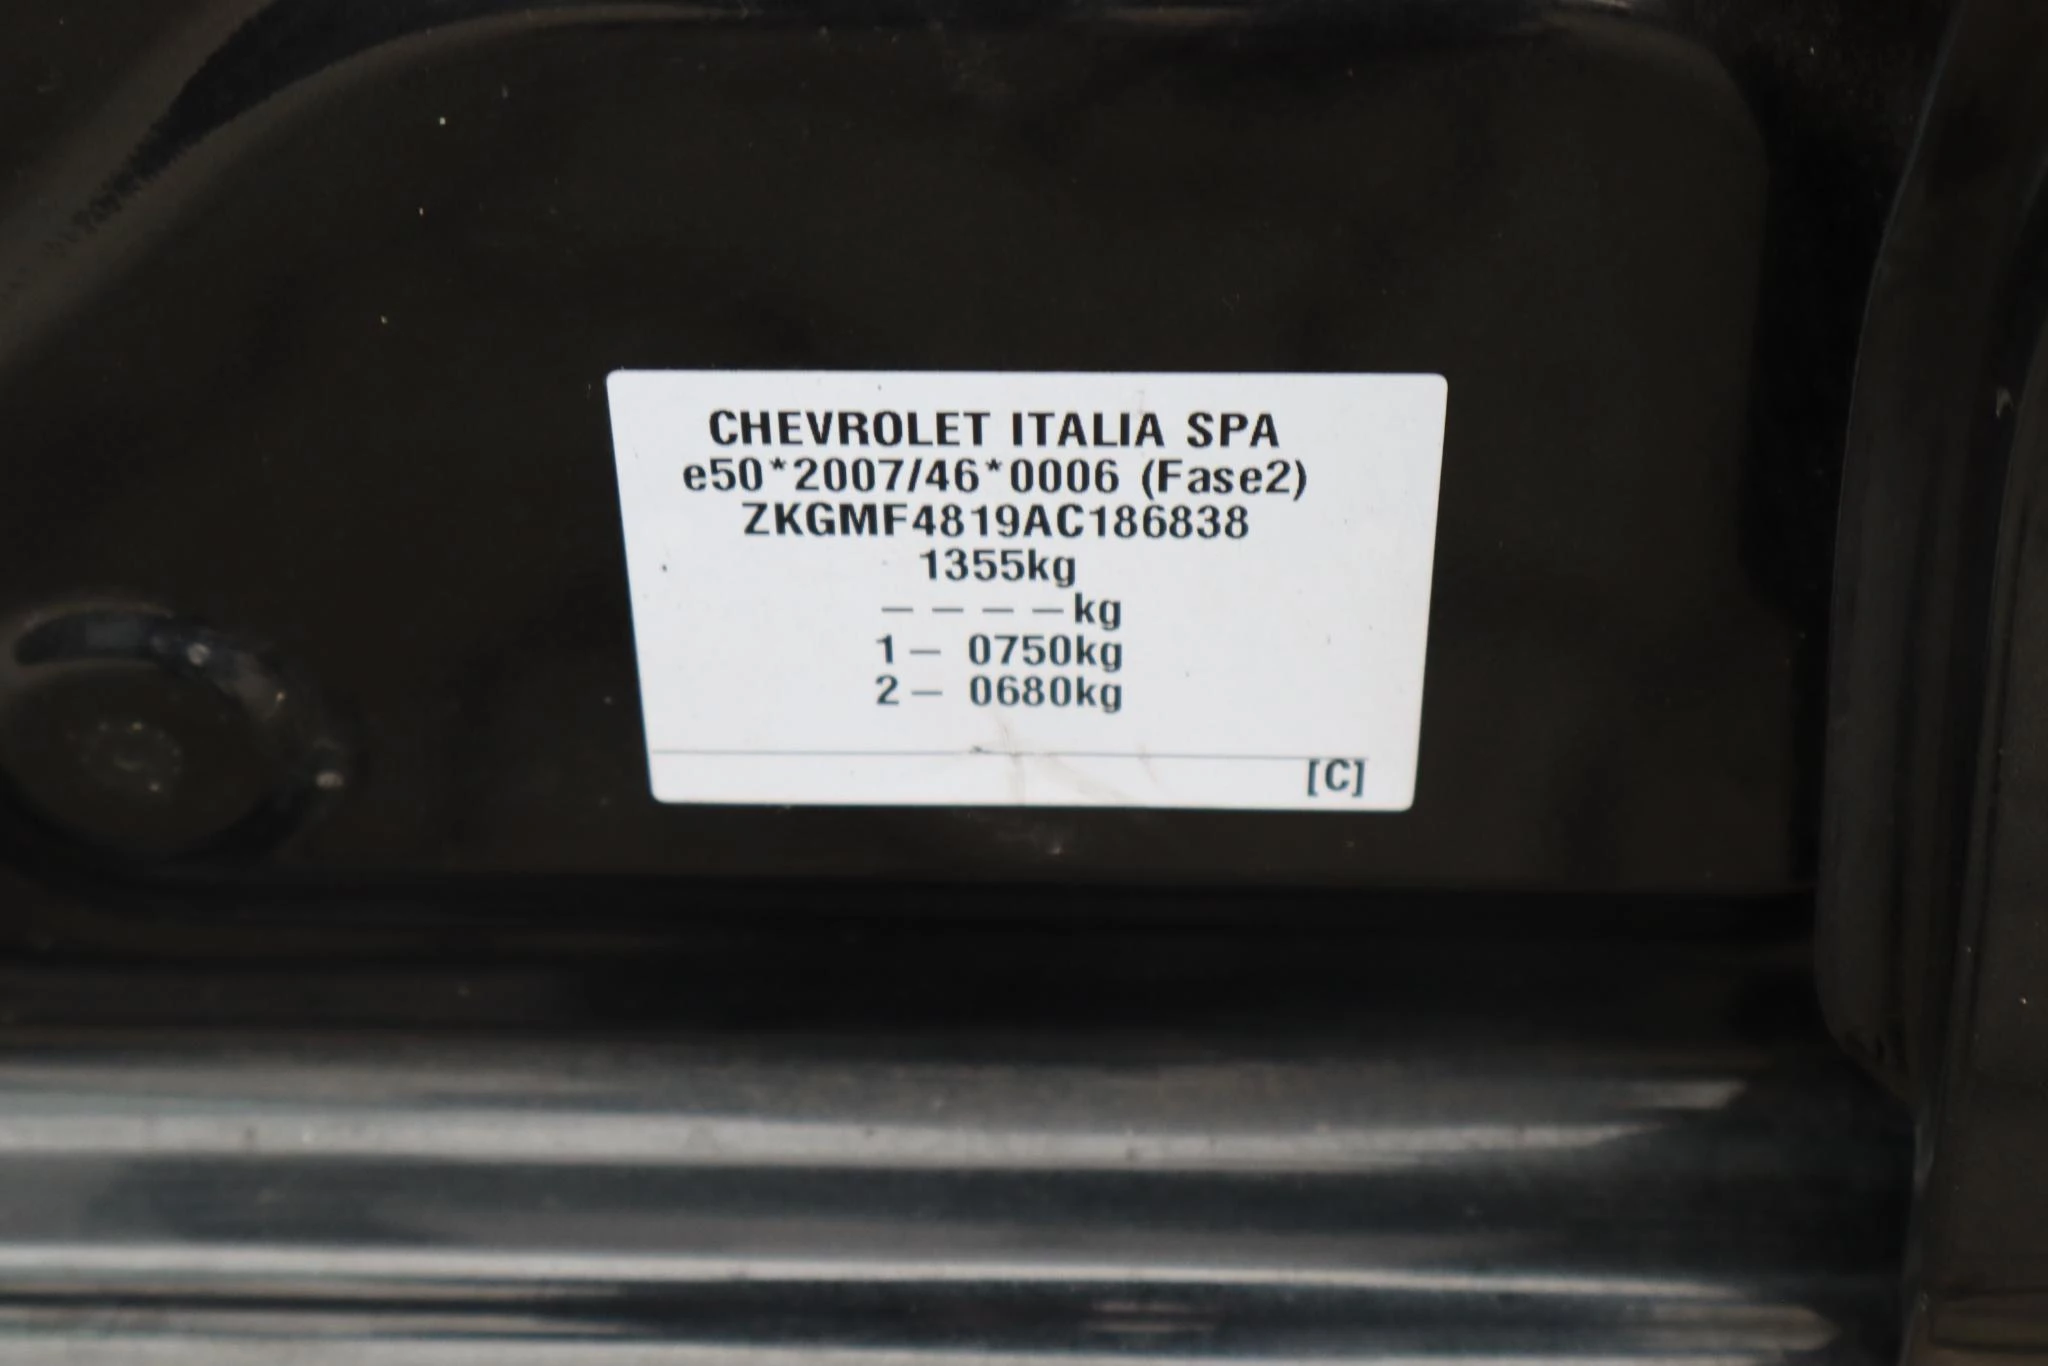 CHEVROLET ITALIA SPA
e50*2007/46*0006 (Fase2)
ZKGMF4819AC186838
1355kg
————kg
1— 0750kg
2— 0680kg
[C]